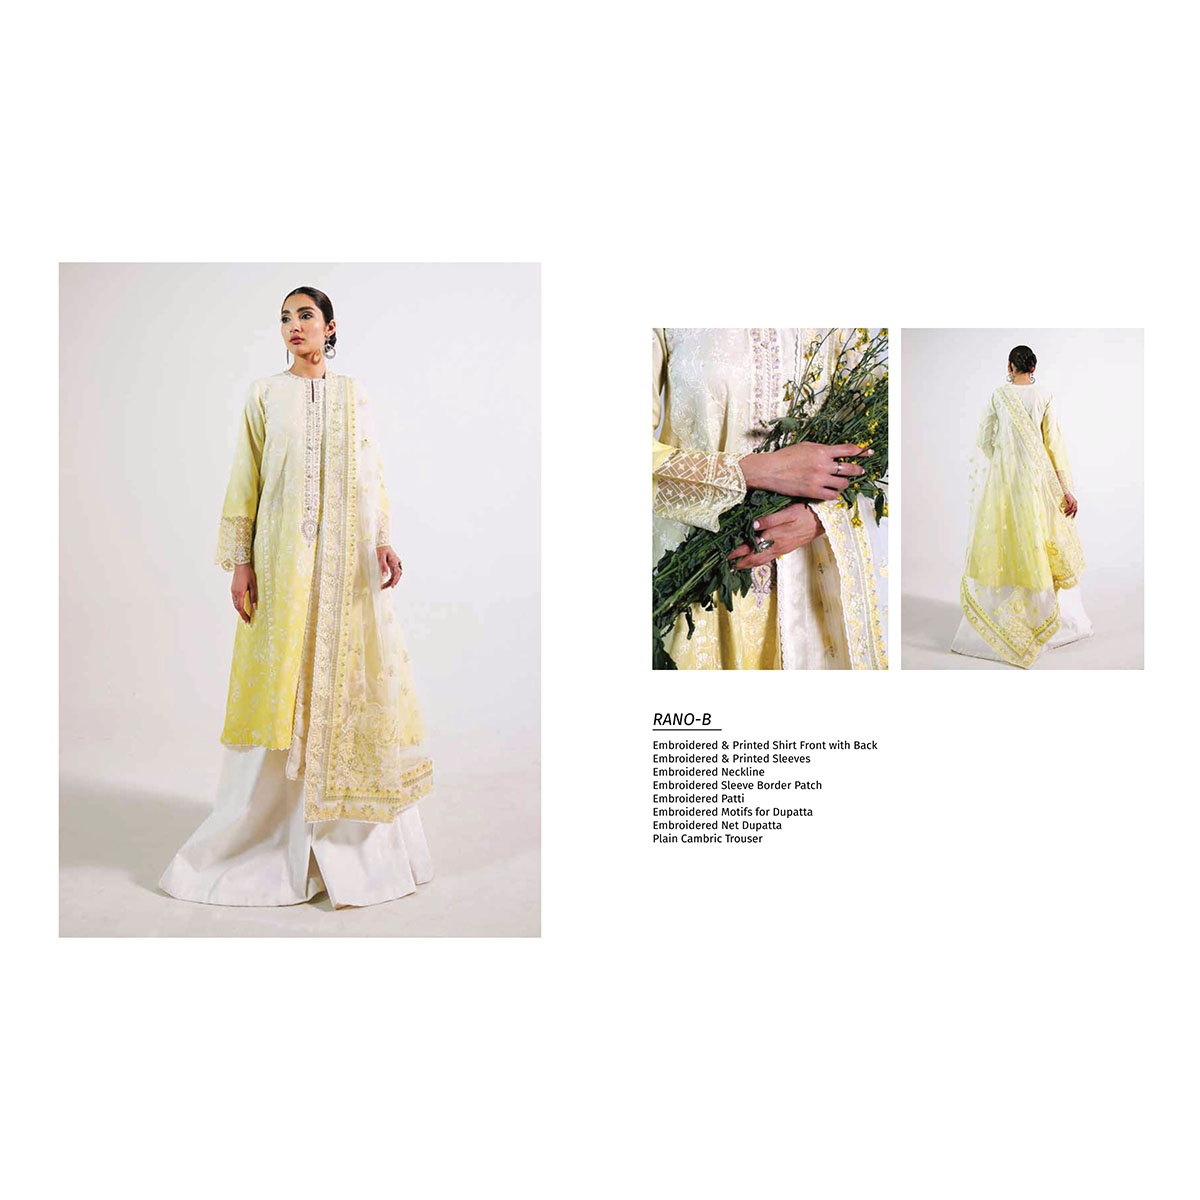 RANO-B
Embroidered & Printed Shirt Front with Back
Embroidered & Printed Sleeves
Embroidered Neckline
Embroidered Sleeve Border Patch
Embroidered Patti
Embroidered Motifs for Dupatta
Embroidered Net Dupatta
Plain Cambric Trouser